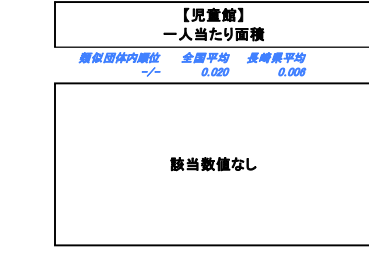 【児童館】
一人当たり面積
類似団体内順位 全国平均 長崎県平均
-/- 0.020 0.006
該当数値なし